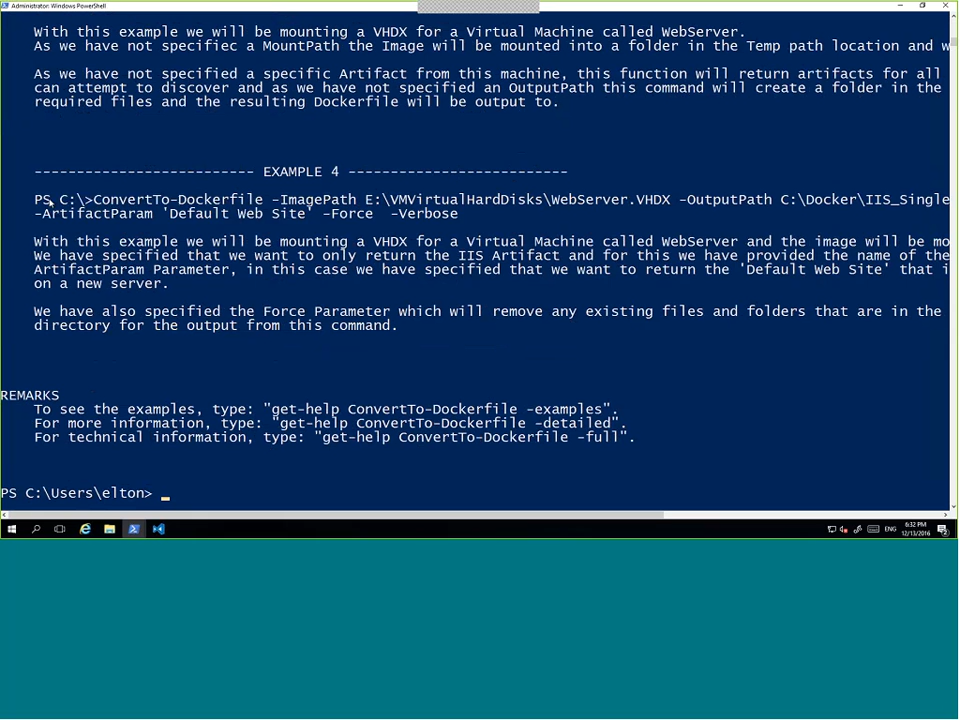 Administrator: Windows PowerShell
With this example we will be mounting a VHDX for a Virtual Machine called WebServer.
As we have not specifiec a MountPath the Image will be mounted into a folder in the Temp path location and w
As we have not specified a specific Artifact from this machine, this function will return artifacts for all
can attempt to discover and as we have not specified an OutputPath this command will create a folder in the
required files and the resulting Dockerfile will be output to.
-------------------------- EXAMPLE 4 --------------------------
PS C:\>ConvertTo-Dockerfile -ImagePath E:\VMVirtualHardDisks\WebServer.VHDX -OutputPath C:\Docker\IIS_Single
-ArtifactParam 'Default Web Site' -Force  -Verbose
With this example we will be mounting a VHDX for a Virtual Machine called WebServer and the image will be mo
We have specified that we want to only return the IIS Artifact and for this we have provided the name of the
ArtifactParam Parameter, in this case we have specified that we want to return the 'Default Web Site' that i
on a new server.
We have also specified the Force Parameter which will remove any existing files and folders that are in the
directory for the output from this command.
REMARKS
To see the examples, type: "get-help ConvertTo-Dockerfile -examples".
For more information, type: "get-help ConvertTo-Dockerfile -detailed".
For technical information, type: "get-help ConvertTo-Dockerfile -full".
PS C:\Users\elton>
ENG
6:32 PM
12/13/2016